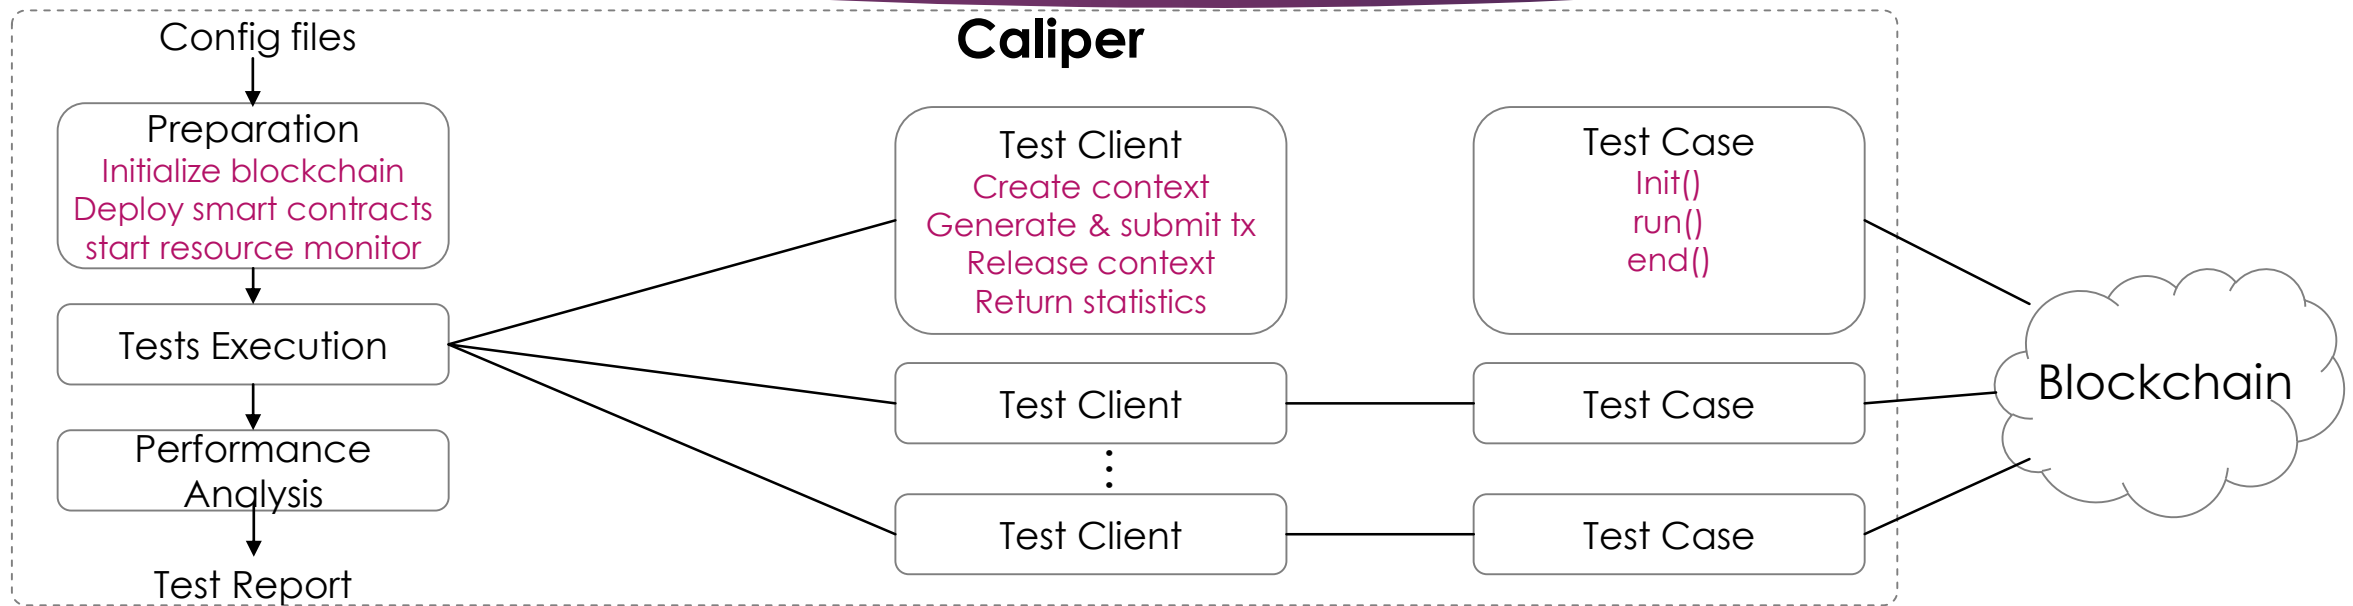 Caliper
Config files
Preparation
Initialize blockchain
Deploy smart contracts
start resource monitor
Tests Execution
Performance
Analysis
Test Report
Test Client
Create context
Generate & submit tx
Release context
Return statistics
Test Client
⋮
Test Client
Test Case
Init()
run()
end()
Test Case
Test Case
Blockchain